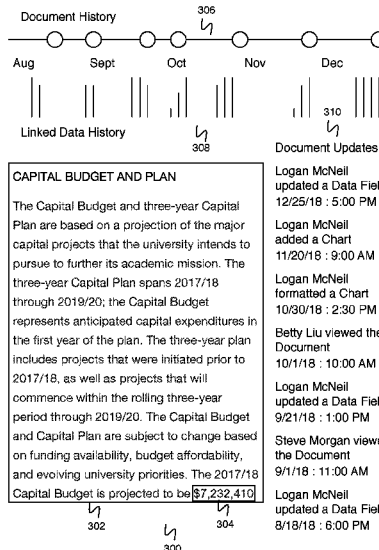 Document History
306
Aug Sept Oct Nov Dec
310
Linked Data History
308
Document Updates
CAPITAL BUDGET AND PLAN
The Capital Budget and three-year Capital
Plan are based on a projection of the major
capital projects that the university intends to
pursue to further its academic mission. The
three-year Capital Plan spans 2017/18
through 2019/20; the Capital Budget
represents anticipated capital expenditures in
the first year of the plan. The three-year plan
includes projects that were initiated prior to
2017/18, as well as projects that will
commence within the rolling three-year
period through 2019/20. The Capital Budget
and Capital Plan are subject to change based
on funding availability, budget affordability,
and evolving university priorities. The 2017/18
Capital Budget is projected to be $7,232,410
302
304
300
Logan McNeil
updated a Data Fiel
12/25/18 : 5:00 PM
Logan McNeil
added a Chart
11/20/18 : 9:00 AM
Logan McNeil
formatted a Chart
10/30/18 : 2:30 PM
Betty Liu viewed the
Document
10/1/18 : 10:00 AM
Logan McNeil
updated a Data Fiel
9/21/18 : 1:00 PM
Steve Morgan view
the Document
9/1/18 : 11:00 AM
Logan McNeil
updated a Data Fiel
8/18/18 : 6:00 PM